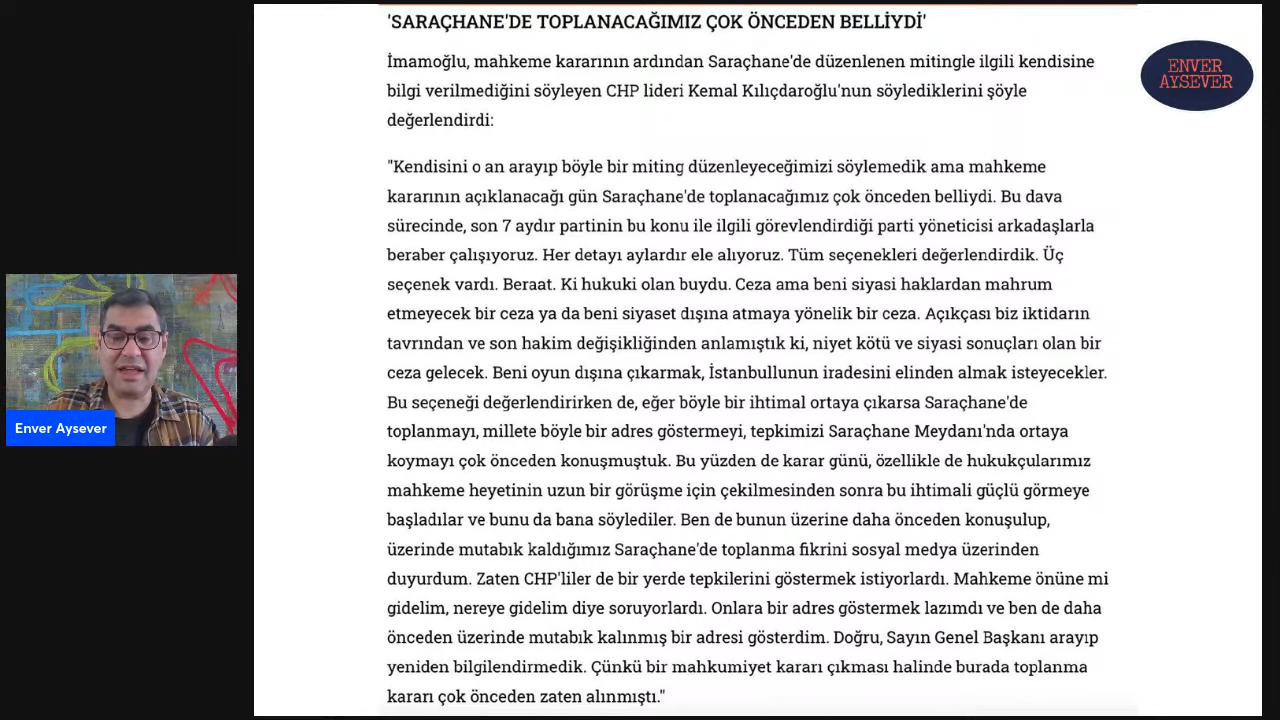 'SARAÇHANE'DE TOPLANACAĞIMIZ ÇOK ÖNCEDEN BELLİYDİ'
İmamoğlu, mahkeme kararının ardından Saraçhane'de düzenlenen mitingle ilgili kendisine
bilgi verilmediğini söyleyen CHP lideri Kemal Kılıçdaroğlu'nun söylediklerini şöyle
değerlendirdi:
"Kendisini o an arayıp böyle bir miting düzenleyeceğimizi söylemedik ama mahkeme
kararının açıklanacağı gün Saraçhane'de toplanacağımız çok önceden belliydi. Bu dava
sürecinde, son 7 aydır partinin bu konu ile ilgili görevlendirdiği parti yöneticisi arkadaşlarla
beraber çalışıyoruz. Her detayı aylardır ele alıyoruz. Tüm seçenekleri değerlendirdik. Üç
seçenek vardı. Beraat. Ki hukuki olan buydu. Ceza ama beni siyasi haklardan mahrum
etmeyecek bir ceza ya da beni siyaset dışına atmaya yönelik bir ceza. Açıkçası biz iktidarın
tavrından ve son hakim değişikliğinden anlamıştık ki, niyet kötü ve siyasi sonuçları olan bir
ceza gelecek. Beni oyun dışına çıkarmak, İstanbullunun iradesini elinden almak isteyecekler.
Bu seçeneği değerlendirirken de, eğer böyle bir ihtimal ortaya çıkarsa Saraçhane'de
toplanmayı, millete böyle bir adres göstermeyi, tepkimizi Saraçhane Meydanı'nda ortaya
koymayı çok önceden konuşmuştuk. Bu yüzden de karar günü, özellikle de hukukçularımız
mahkeme heyetinin uzun bir görüşme için çekilmesinden sonra bu ihtimali güçlü görmeye
başladılar ve bunu da bana söylediler. Ben de bunun üzerine daha önceden konuşulup,
üzerinde mutabık kaldığımız Saraçhane'de toplanma fikrini sosyal medya üzerinden
duyurdum. Zaten CHP'liler de bir yerde tepkilerini göstermek istiyorlardı. Mahkeme önüne mi
gidelim, nereye gidelim diye soruyorlardı. Onlara bir adres göstermek lazımdı ve ben de daha
önceden üzerinde mutabık kalınmış bir adresi gösterdim. Doğru, Sayın Genel Başkanı arayıp
yeniden bilgilendirmedik. Çünkü bir mahkumiyet kararı çıkması halinde burada toplanma
kararı çok önceden zaten alınmıştı."
ENVER
AYSEVER
Enver Aysever